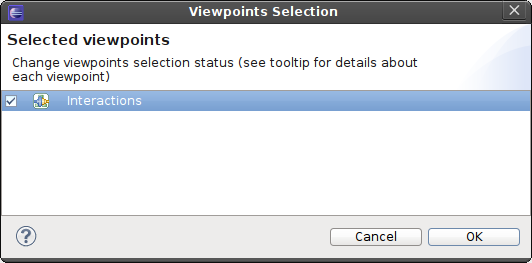 Viewpoints Selection
Selected viewpoints
Change viewpoints selection status (see tooltip for details about
each viewpoint)
Interactions
?
Cancel
OK